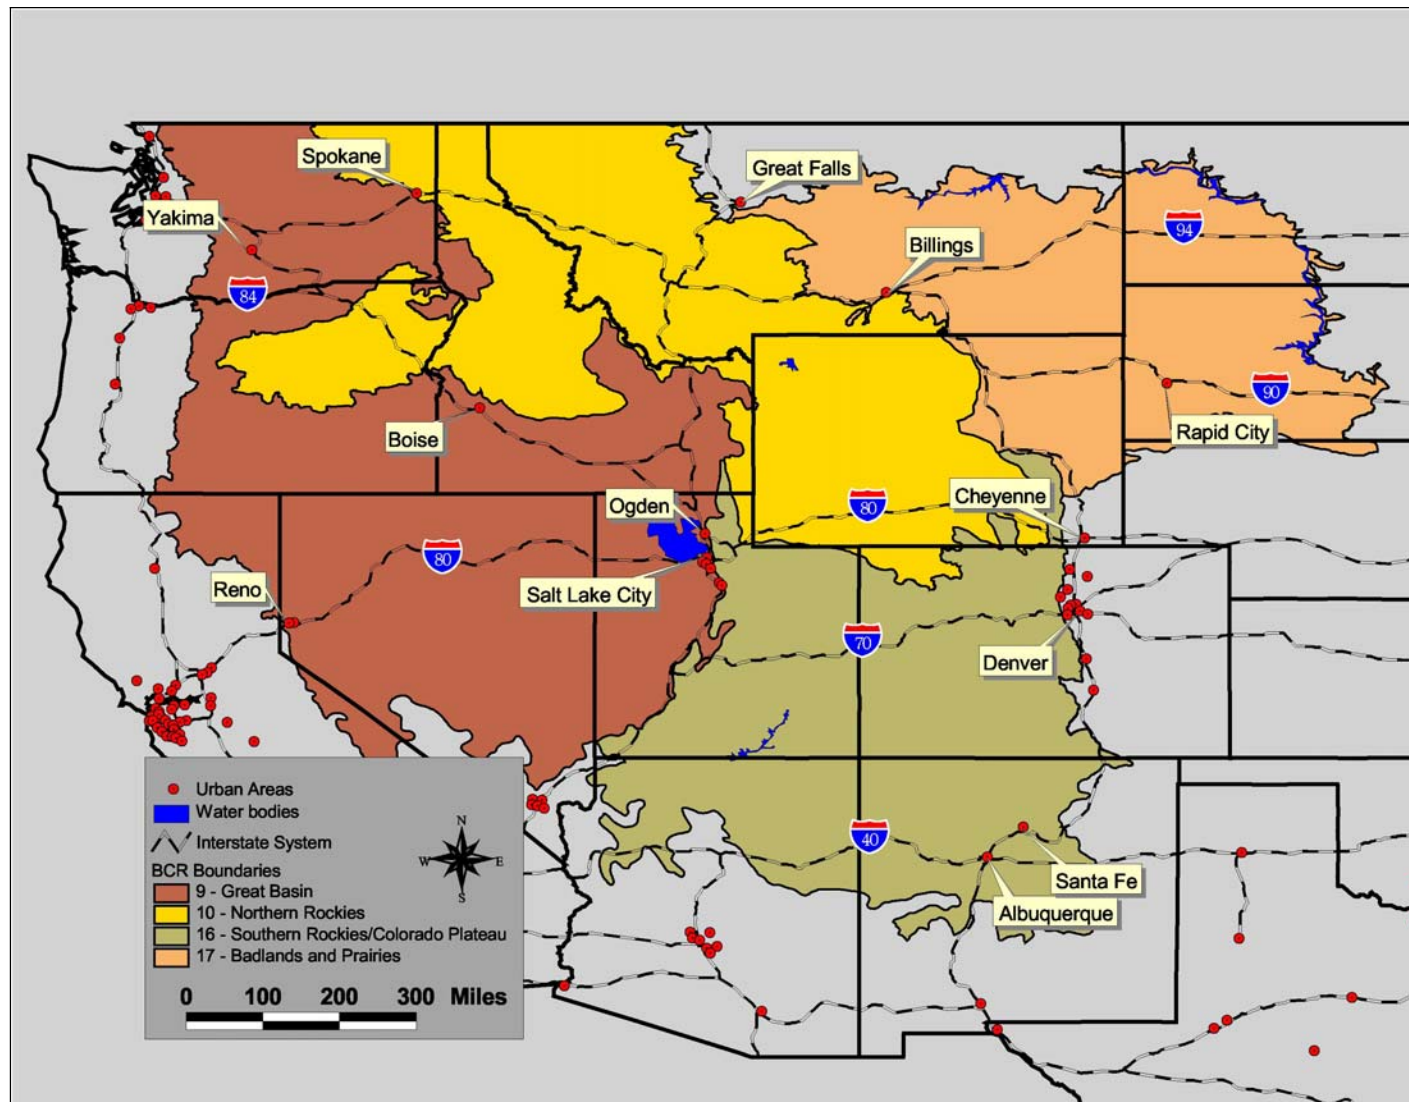 Spokane
Great Falls
Yakima
94
Billings
84
90
Boise
Rapid City
Ogden
Cheyenne
80
80
Reno
Salt Lake City
70
Denver
Urban Areas
Water bodies
Interstate System
BCR Boundaries
9 - Great Basin
10 - Northern Rockies
16 - Southern Rockies/Colorado Plateau
17 - Badlands and Prairies
N
W E
S
0 100 200 300 Miles
40
Santa Fe
Albuquerque